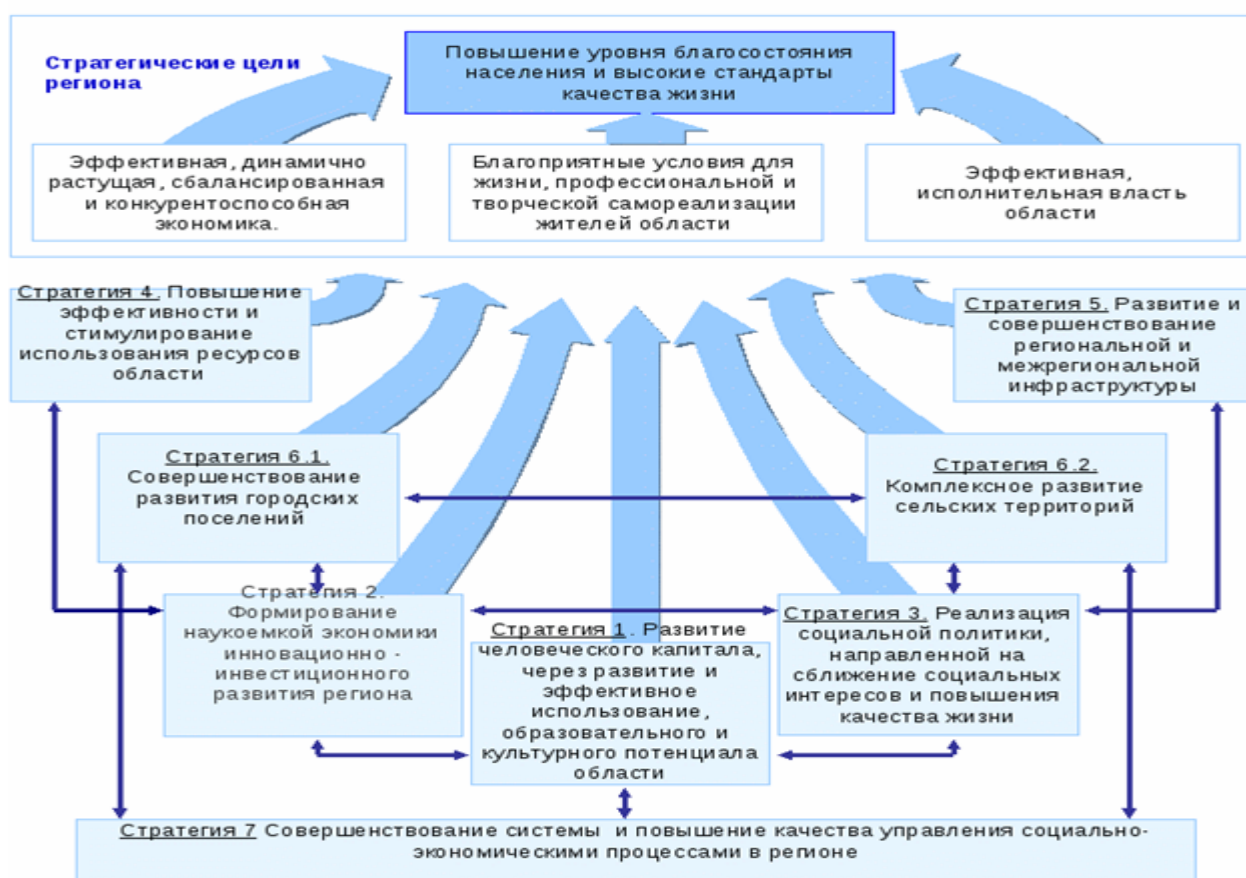 Стратегические цели
региона
Повышение уровня благосостояния
населения и высокие стандарты
качества жизни
Эффективная, динамично
растущая, сбалансированная
и конкурентоспособная
экономика.
Благоприятные условия для
жизни, профессиональной и
творческой самореализации
жителей области
Эффективная,
исполнительная власть
области
Стратегия 4. Повышение
эффективности и
стимулирование
использования ресурсов
области
Стратегия 5. Развитие и
совершенствование
региональной и
межрегиональной
инфраструктуры
Стратегия 6.1.
Совершенствование
развития городских
поселений
Стратегия 6.2.
Комплексное развитие
сельских территорий
Стратегия 2.
Формирование
наукоемкой экономики
инновационно -
инвестиционного
развития региона
Стратегия 1. Развитие
человеческого капитала,
через развитие и
эффективное
использование,
образовательного и
культурного потенциала
области
Стратегия 3. Реализация
социальной политики,
направленной на
сближение социальных
интересов и повышения
качества жизни
Стратегия 7 Совершенствование системы и повышение качества управления социально-
экономическими процессами в регионе